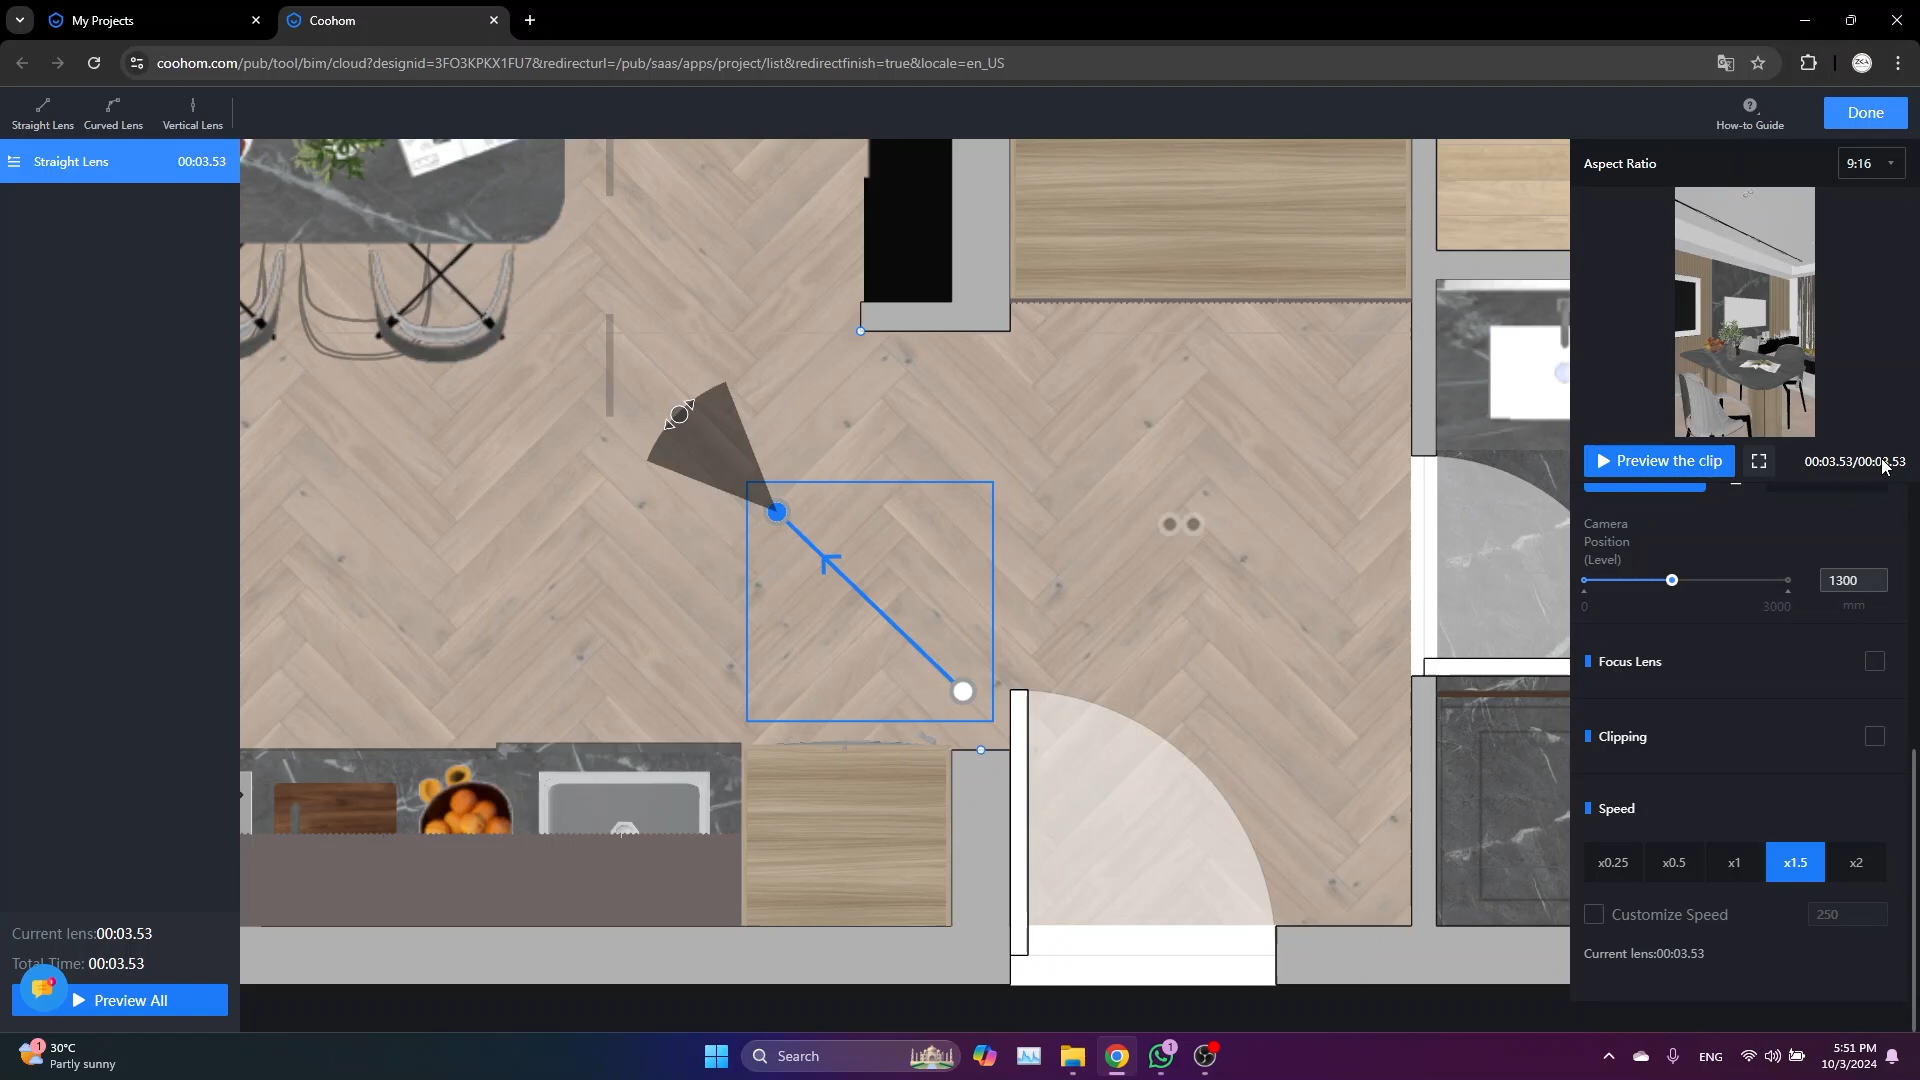 My Projects
Coohom
coohom.com/pub/tool/bim/cloud?designid=3FO3KPKX1FU7&redirecturl=/pub/saas/apps/project/list&redirectfinish=true&locale=en_US
Straight Lens
Curved Lens
Vertical Lens
How-to Guide
Done
Straight Lens
00:03.53
Aspect Ratio
9:16
Preview the clip
00:03.53/00:03.53
Camera
Position
(Level)
1300
0
3000
mm
Focus Lens
Clipping
Speed
x0.25
x0.5
x1
x1.5
x2
Customize Speed
250
Current lens:00:03.53
Current lens:00:03.53
Total Time: 00:03.53
Preview All
1
30°C
Partly sunny
Search
1
ENG
5:51 PM
10/3/2024